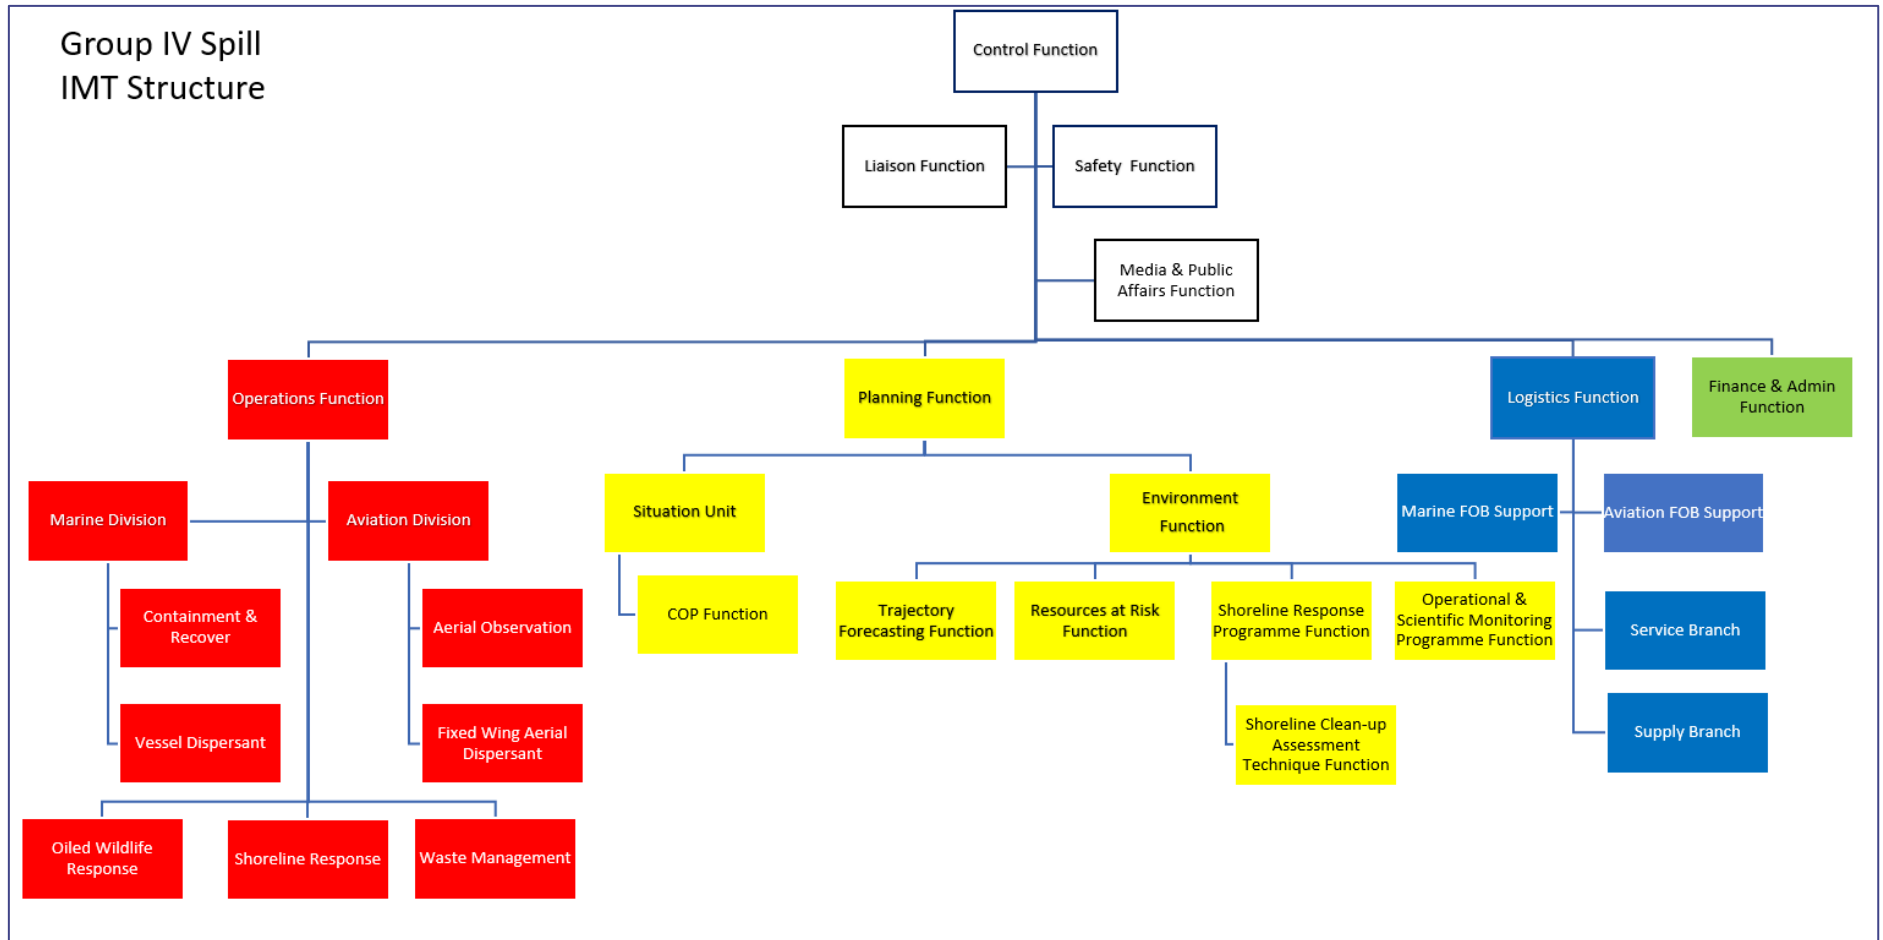 Group IV Spill
IMT Structure
Control Function
Liaison Function
Safety Function
Media & Public
Affairs Function
Operations Function
Planning Function
Logistics Function
Finance & Admin
Function
Marine Division
Aviation Division
Situation Unit
Environment
Function
Marine FOB Support
Aviation FOB Support
Containment &
Recover
Aerial Observation
COP Function
Trajectory
Forecasting Function
Resources at Risk
Function
Shoreline Response
Programme Function
Operational &
Scientific Monitoring
Programme Function
Service Branch
Vessel Dispersant
Fixed Wing Aerial
Dispersant
Shoreline Clean-up
Assessment
Technique Function
Supply Branch
Oiled Wildlife
Response
Shoreline Response
Waste Management